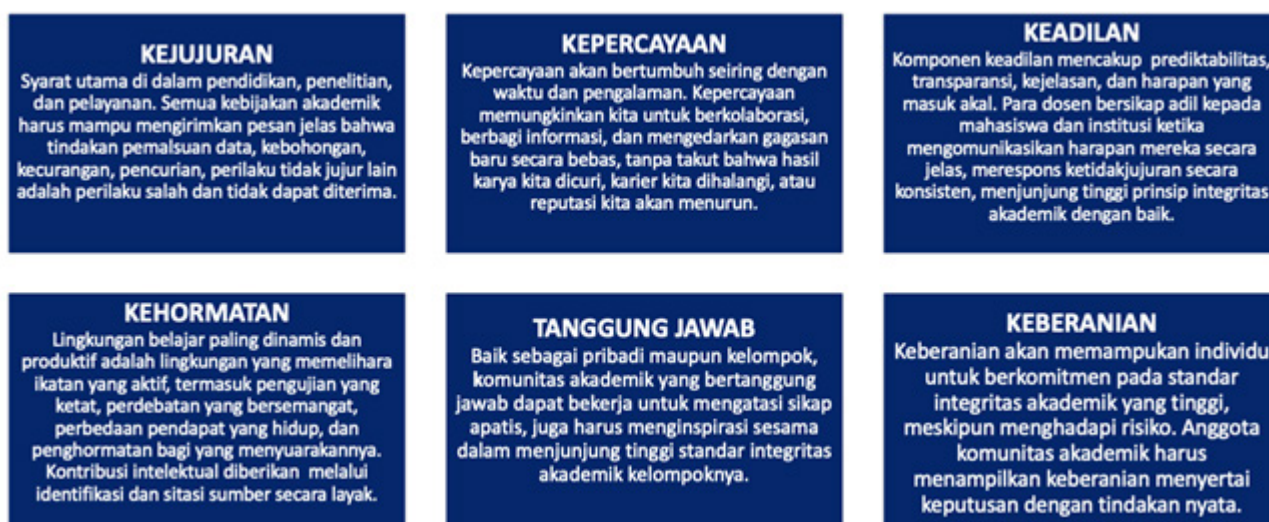 KEJUJURAN
Syarat utama di dalam pendidikan, penelitian,
dan pelayanan. Semua kebijakan akademik
harus mampu mengirimkan pesan jelas bahwa
tindakan pemalsuan data, kebohongan,
kecurangan, pencurian, perilaku tidak jujur lain
adalah perilaku salah dan tidak dapat diterima.
KEPERCAYAAN
Kepercayaan akan bertumbuh seiring dengan
waktu dan pengalaman. Kepercayaan
memungkinkan kita untuk berkolaborasi,
berbagi informasi, dan mengedarkan gagasan
baru secara bebas, tanpa takut bahwa hasil
karya kita dicuri, karier kita dihalangi, atau
reputasi kita akan menurun.
KEADILAN
Komponen keadilan mencakup prediktabilitas,
transparansi, kejelasan, dan harapan yang
masuk akal. Para dosen bersikap adil kepada
mahasiswa dan institusi ketika
mengomunikasikan harapan mereka secara
jelas, merespons ketidakjujuran secara
konsisten, menjunjung tinggi prinsip integritas
akademik dengan baik.
KEHORMATAN
Lingkungan belajar paling dinamis dan
produktif adalah lingkungan yang memelihara
ikatan yang aktif, termasuk pengujian yang
ketat, perdebatan yang bersemangat,
perbedaan pendapat yang hidup, dan
penghormatan bagi yang menyuarakannya.
Kontribusi intelektual diberikan melalui
identifikasi dan sitasi sumber secara layak.
TANGGUNG JAWAB
Baik sebagai pribadi maupun kelompok,
komunitas akademik yang bertanggung
jawab dapat bekerja untuk mengatasi sikap
apatis, juga harus menginspirasi sesama
dalam menjunjung tinggi standar integritas
akademik kelompoknya.
KEBERANIAN
Keberanian akan memampukan individu
untuk berkomitmen pada standar
integritas akademik yang tinggi,
meskipun menghadapi risiko. Anggota
komunitas akademik harus
menampilkan keberanian menyertai
keputusan dengan tindakan nyata.